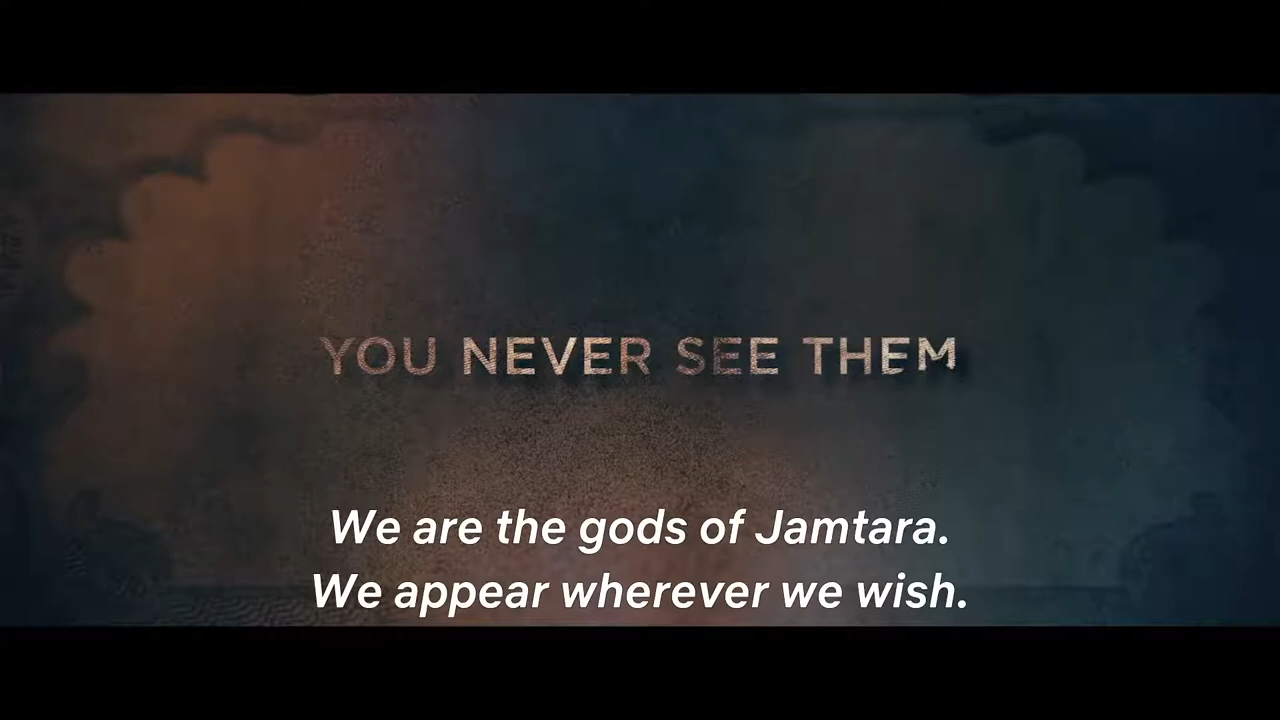 YOU NEVER SEE THEM
We are the gods of Jamtara.
We appear wherever we wish.